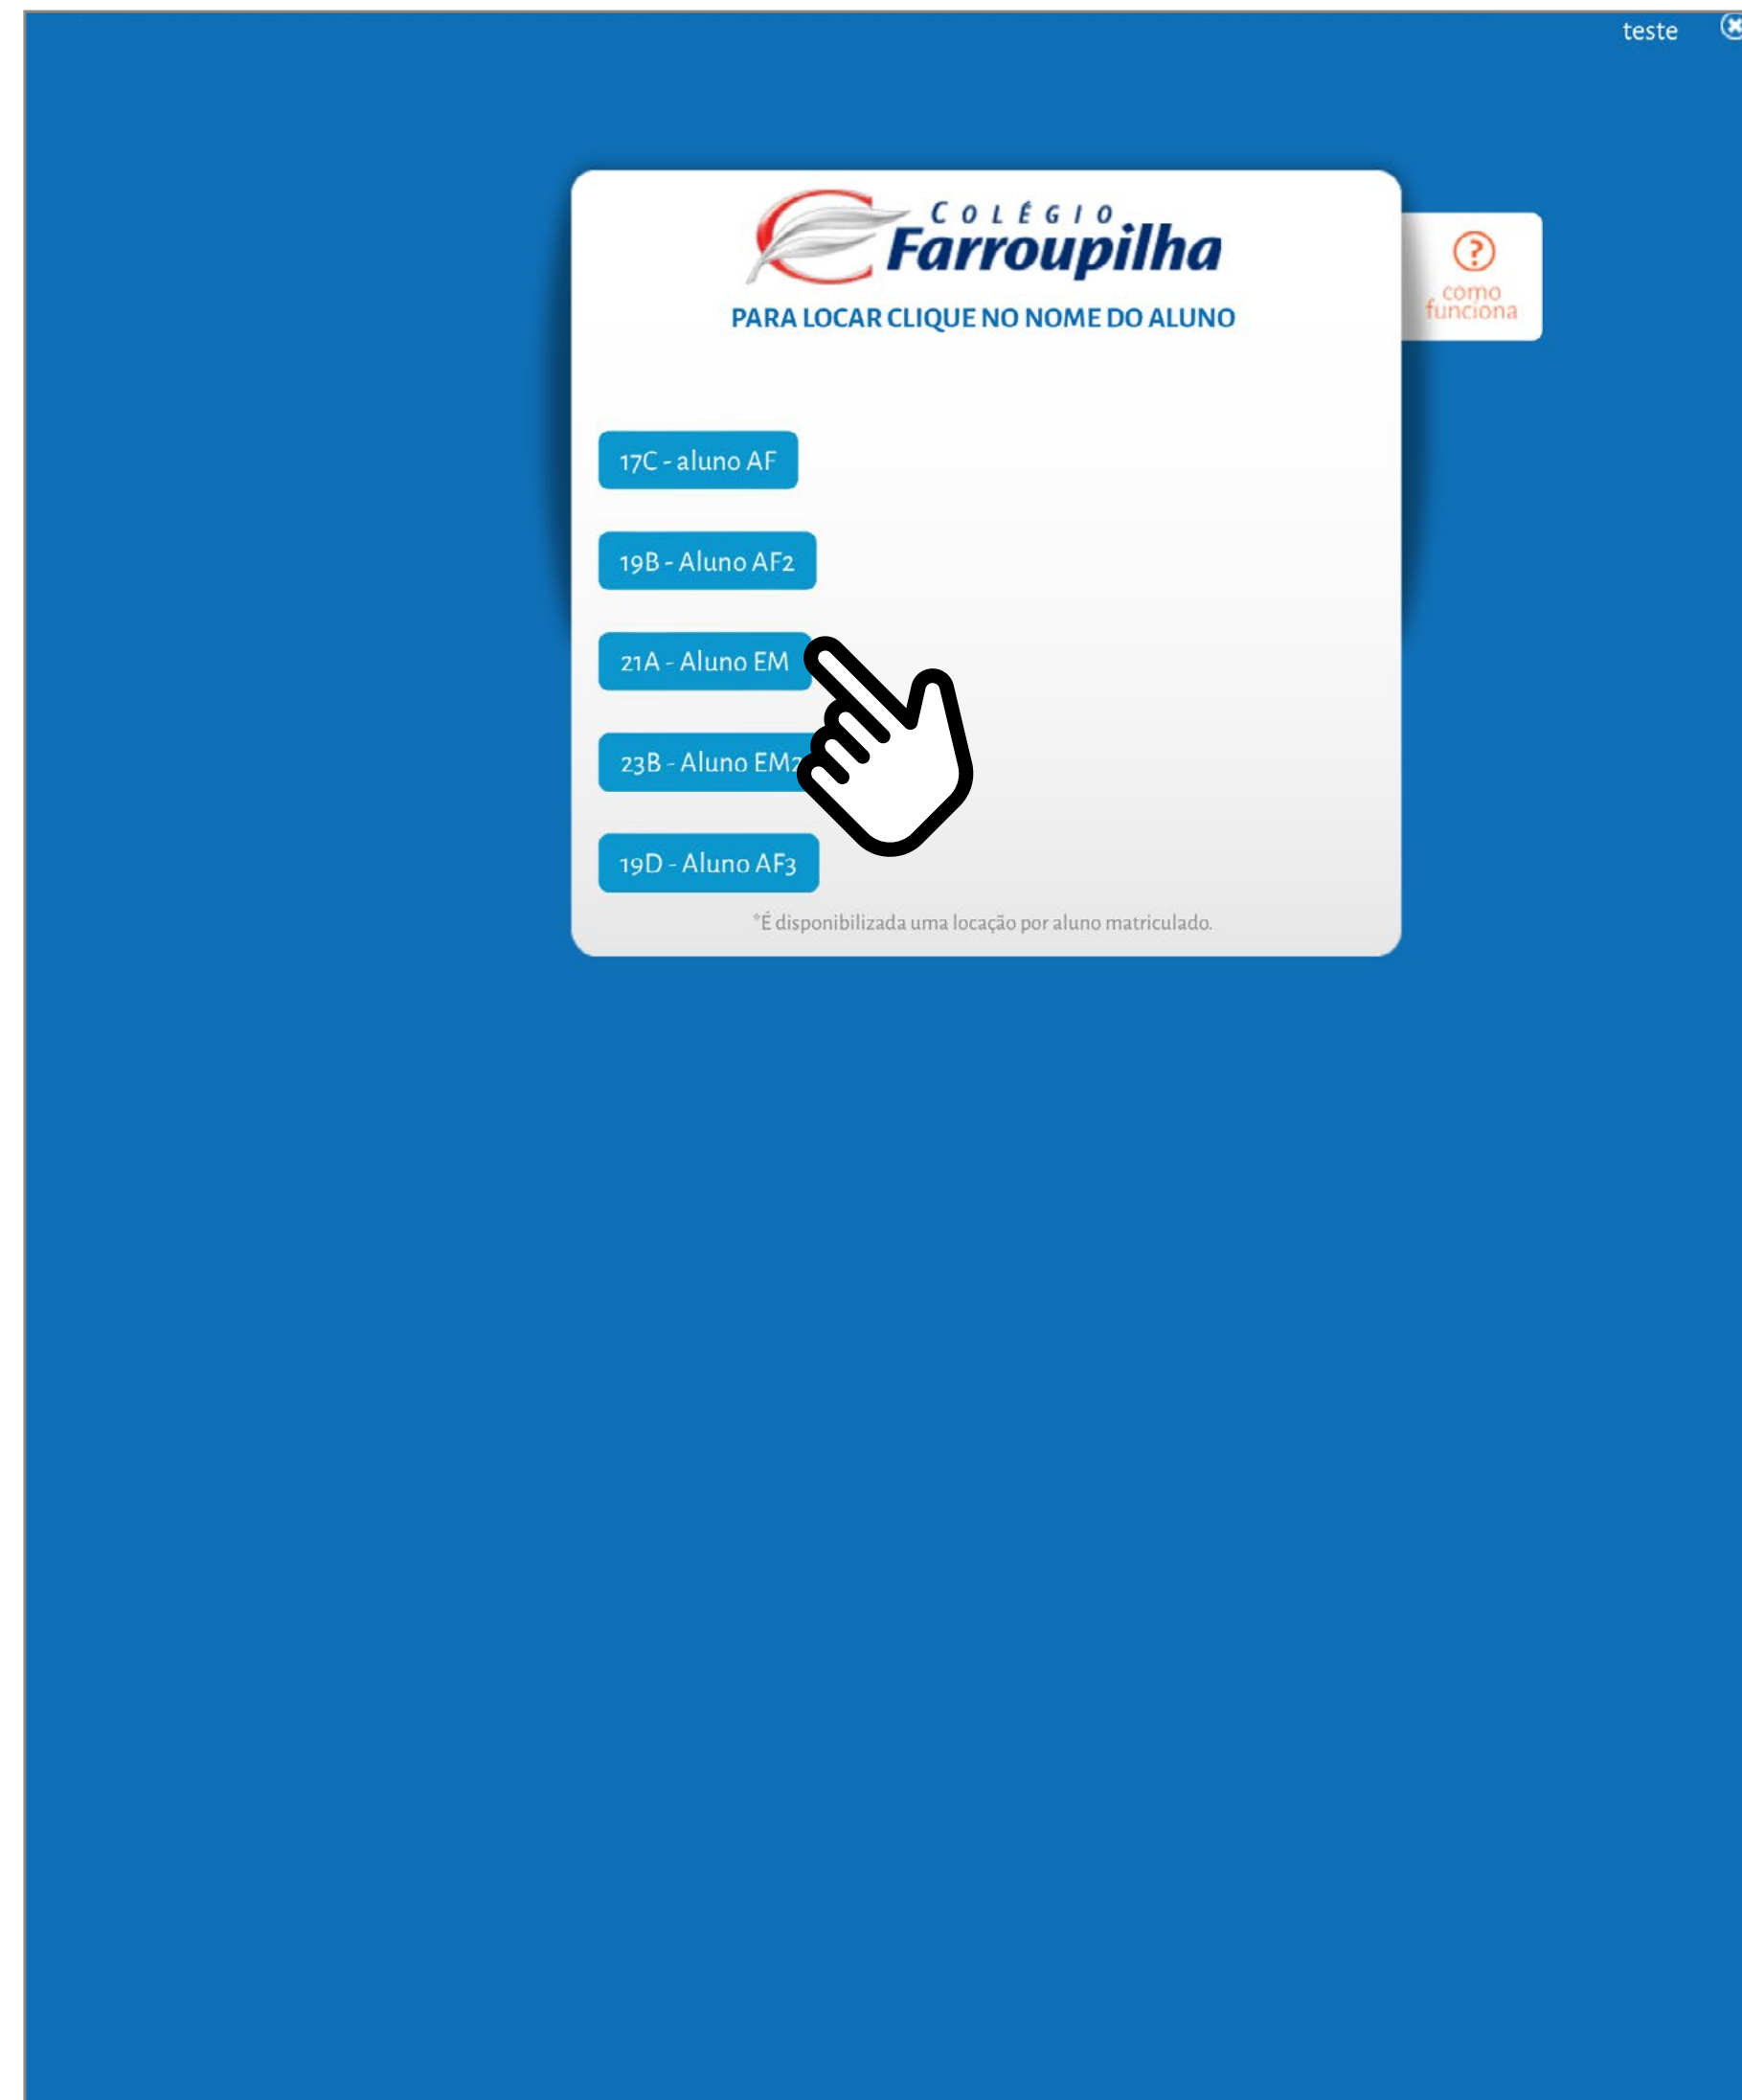 teste
COLÉGIO
Farroupilha
PARA LOCAR CLIQUE NO NOME DO ALUNO
?
como
funciona
17C - aluno AF
19B - Aluno AF2
21A - Aluno EM
23B - Aluno EM2
19D - Aluno AF3
*É disponibilizada uma locação por aluno matriculado.